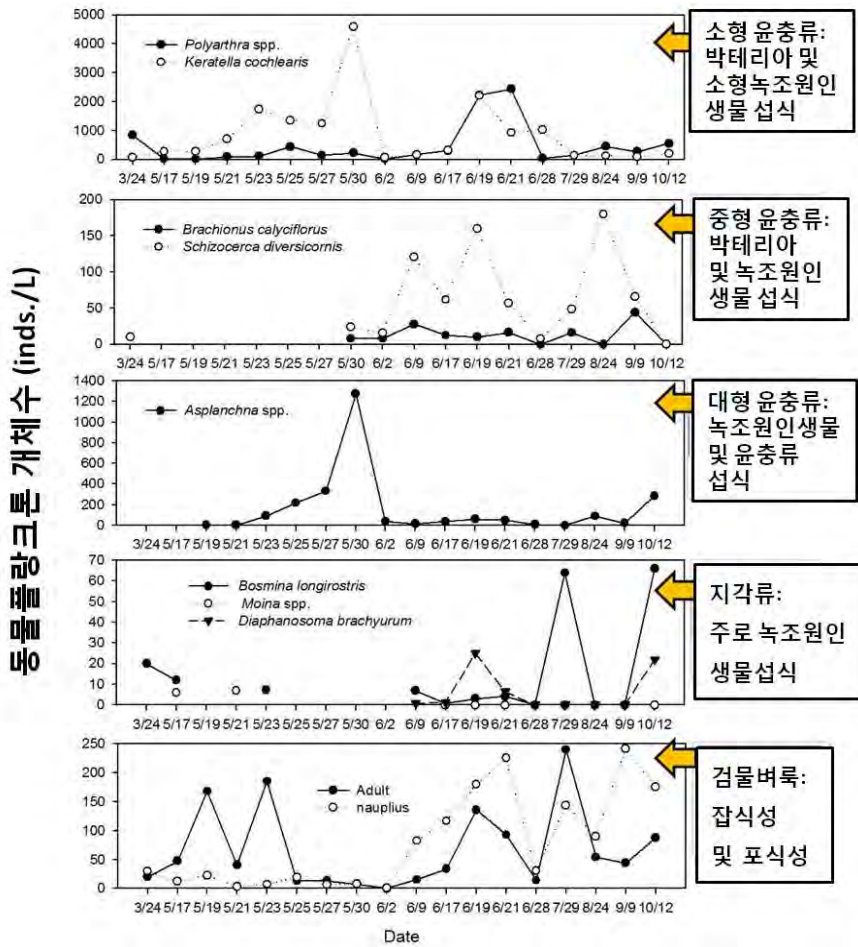 동물플랑크톤 개체수 (inds./L)
5000
4000
3000
2000
1000
0
Polyarthra spp.
Keratella cochlearis
3/24 5/17 5/19 5/21 5/23 5/25 5/27 5/30 6/2 6/9 6/17 6/19 6/21 6/28 7/29 8/24 9/9 10/12
소형 윤충류:
박테리아 및
소형녹조원인
생물 섭식
200
150
100
50
0
Brachionus calyciflorus
Schizocerca diversicornis
3/24 5/17 5/19 5/21 5/23 5/25 5/27 5/30 6/2 6/9 6/17 6/19 6/21 6/28 7/29 8/24 9/9 10/12
중형 윤충류:
박테리아
및 녹조원인
생물 섭식
1400
1200
1000
800
600
400
200
0
Asplanchna spp.
3/24 5/17 5/19 5/21 5/23 5/25 5/27 5/30 6/2 6/9 6/17 6/19 6/21 6/28 7/29 8/24 9/9 10/12
대형 윤충류:
녹조원인생물
및 윤충류
섭식
70
60
50
40
30
20
10
0
Bosmina longirostris
Moina spp.
Diaphanosoma brachyurum
3/24 5/17 5/19 5/21 5/23 5/25 5/27 5/30 6/2 6/9 6/17 6/19 6/21 6/28 7/29 8/24 9/9 10/12
지각류:
주로 녹조원인
생물섭식
250
200
150
100
50
0
Adult
nauplius
3/24 5/17 5/19 5/21 5/23 5/25 5/27 5/30 6/2 6/9 6/17 6/19 6/21 6/28 7/29 8/24 9/9 10/12
검물벼룩:
잡식성
및 포식성
Date